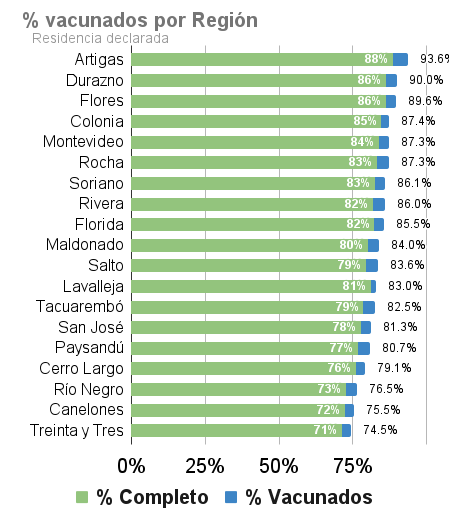 % vacunados por Región
Residencia declarada
Artigas 88% 93.6%
Durazno 86% 90.0%
Flores 86% 89.6%
Colonia 85% 87.4%
Montevideo 84% 87.3%
Rocha 83% 87.3%
Soriano 83% 86.1%
Rivera 82% 86.0%
Florida 82% 85.5%
Maldonado 80% 84.0%
Salto 79% 83.6%
Lavalleja 81% 83.0%
Tacuarembó 79% 82.5%
San José 78% 81.3%
Paysandú 77% 80.7%
Cerro Largo 76% 79.1%
Río Negro 73% 76.5%
Canelones 72% 75.5%
Treinta y Tres 71% 74.5%
0% 25% 50% 75%
% Completo % Vacunados